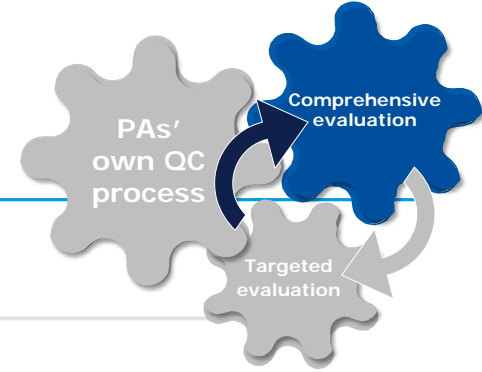 PAs’
own QC
process
Comprehensive
evaluation
Targeted
evaluation